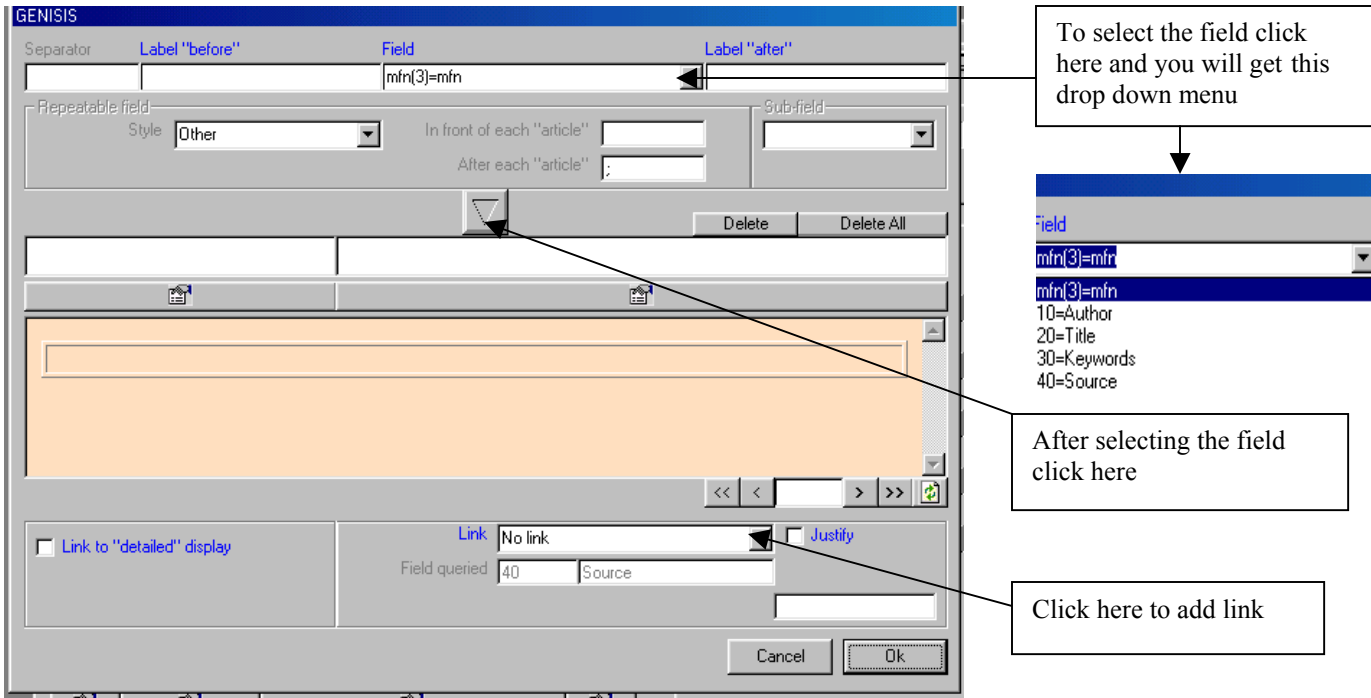 GENISIS
Separator Label "before" Field Label "after"
mfn(3)=mfn
Repeatable field
Style Other In front of each "article"
After each "article" ;
Sub-field
Delete Delete All
<< < > >>
Link to "detailed" display
Link No link Justify
Field queried 40 Source
Cancel Ok
To select the field click
here and you will get this
drop down menu
Field
mfn(3)=mfn
mfn(3)=mfn
10=Author
20=Title
30=Keywords
40=Source
After selecting the field
click here
Click here to add link